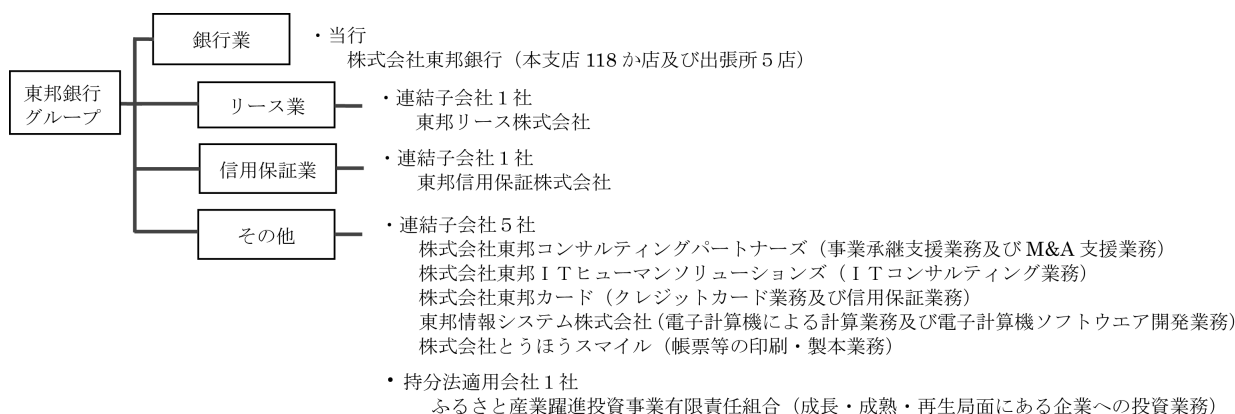 銀行業
・当行
株式会社東邦銀行（本支店 118 か店及び出張所５店）
東邦銀行
グループ
リース業
・連結子会社１社
東邦リース株式会社
信用保証業
・連結子会社１社
東邦信用保証株式会社
その他
・連結子会社５社
株式会社東邦コンサルティングパートナーズ（事業承継支援業務及び M&A 支援業務）
株式会社東邦ＩＴヒューマンソリューションズ（ＩＴコンサルティング業務）
株式会社東邦カード（クレジットカード業務及び信用保証業務）
東邦情報システム株式会社（電子計算機による計算業務及び電子計算機ソフトウエア開発業務）
株式会社とうほうスマイル（帳票等の印刷・製本業務）
・持分法適用会社１社
ふるさと産業躍進投資事業有限責任組合（成長・成熟・再生局面にある企業への投資業務）